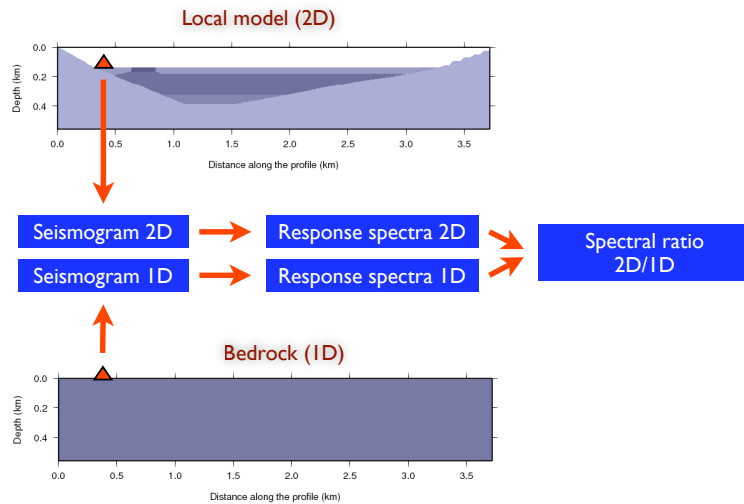 Local model (2D)
0.0
0.2
0.4
Depth (km)
0.0 0.5 1.0 1.5 2.0 2.5 3.0 3.5
Distance along the profile (km)
Seismogram 2D
Response spectra 2D
Spectral ratio
2D/1D
Seismogram 1D
Response spectra 1D
Bedrock (1D)
0.0
0.2
0.4
Depth (km)
0.0 0.5 1.0 1.5 2.0 2.5 3.0 3.5
Distance along the profile (km)